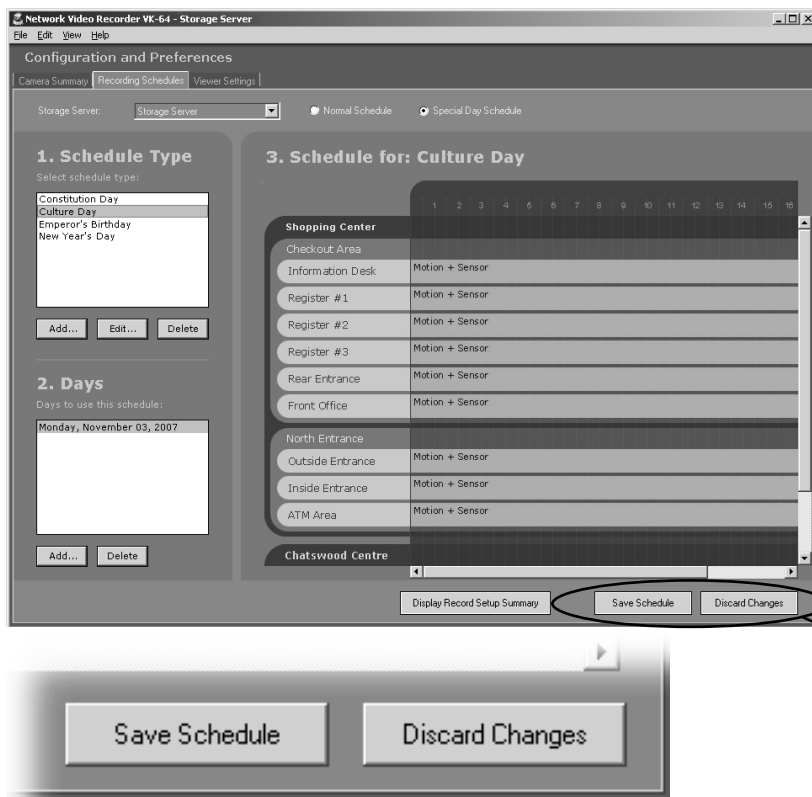 Network Video Recorder VK-64 - Storage Server
File Edit View Help
Configuration and Preferences
Camera Summary Recording Schedules Viewer Settings
Storage Server: Storage Server Normal Schedule Special Day Schedule
1. Schedule Type
Select schedule type:
Constitution Day
Culture Day
Emperor's Birthday
New Year's Day
Add... Edit... Delete
2. Days
Days to use this schedule:
Monday, November 03, 2007
Add... Delete
3. Schedule for: Culture Day
1 2 3 4 5 6 7 8 9 10 11 12 13 14 15 16
Shopping Center
Checkout Area
Information Desk Motion + Sensor
Register #1 Motion + Sensor
Register #2 Motion + Sensor
Register #3 Motion + Sensor
Rear Entrance Motion + Sensor
Front Office Motion + Sensor
North Entrance
Outside Entrance Motion + Sensor
Inside Entrance Motion + Sensor
ATM Area Motion + Sensor
Chatswood Centre
Display Record Setup Summary Save Schedule Discard Changes
Save Schedule Discard Changes